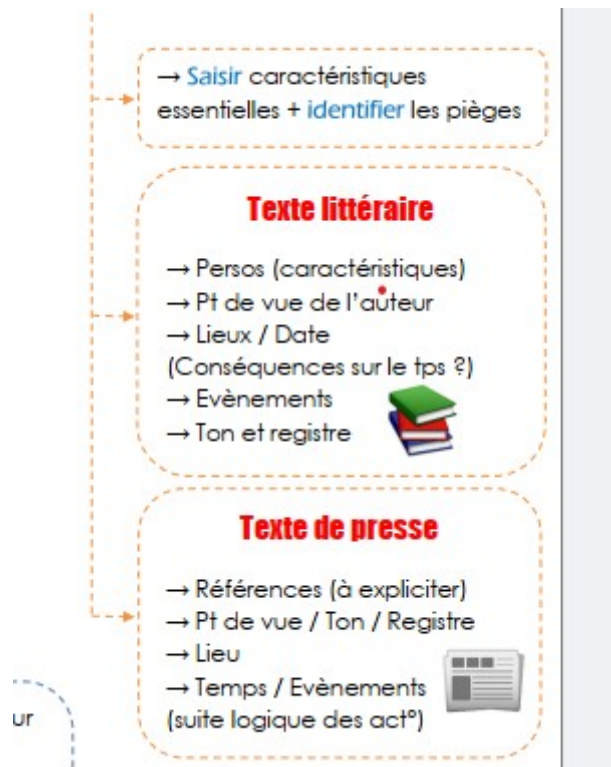 → Saisir caractéristiques
essentielles + identifier les pièges
Texte littéraire
→ Persos (caractéristiques)
→ Pt de vue de l'auteur
→ Lieux / Date
(Conséquences sur le tps ?)
→ Evènements
→ Ton et registre
Texte de presse
→ Références (à expliciter)
→ Pt de vue / Ton / Registre
→ Lieu
→ Temps / Evènements
(suite logique des act°)
ur